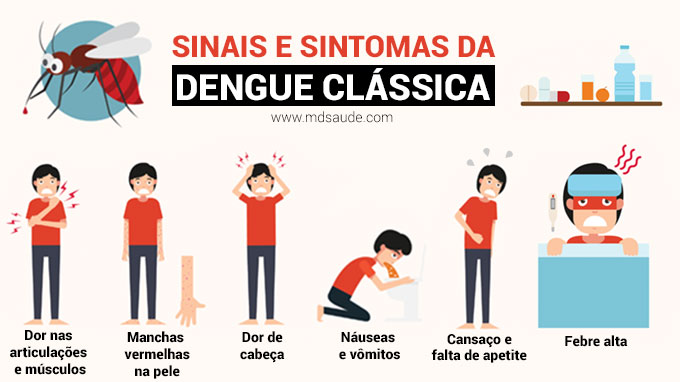 SINAIS E SINTOMAS DA
DENGUE CLÁSSICA
www.mdsaude.com
Dor nas
articulações
e músculos
Manchas
vermelhas
na pele
Dor de
cabeça
Náuseas
e vômitos
Cansaço e
falta de apetite
Febre alta